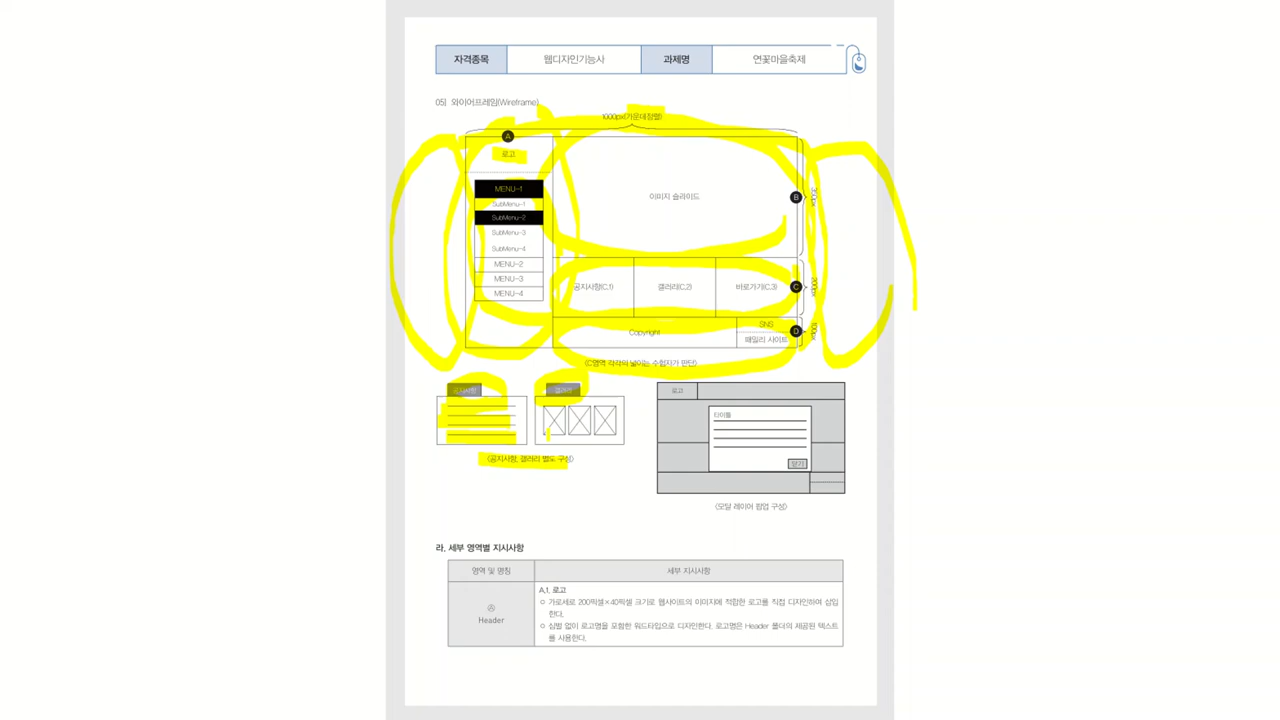 자격종목 웹디자인기능사 과제명 연꽃마을축제
05) 와이어프레임(Wireframe)
1000px(가운데정렬)
A
로고
MENU-1
SubMenu-1
SubMenu-2
SubMenu-3
SubMenu-4
MENU-2
MENU-3
MENU-4
이미지 슬라이드
B
공지사항(C.1) 갤러리(C.2) 바로가기(C.3)
C
200px
Copyright
SNS
패밀리 사이트
D
100px
<C영역 각각의 넓이는 수험자가 판단>
공지사항 갤러리
<공지사항, 갤러리 별도 구성>
로고
타이틀
닫기
<모달 레이어 팝업 구성>
라. 세부 영역별 지시사항
영역 및 명칭 세부 지시사항
Ⓐ
Header
A.1. 로고
○ 가로세로 200픽셀×40픽셀 크기로 웹사이트의 이미지에 적합한 로고를 직접 디자인하여 삽입
한다.
○ 심벌 없이 로고명을 포함한 워드타입으로 디자인한다. 로고명은 Header 폴더의 제공된 텍스트
를 사용한다.